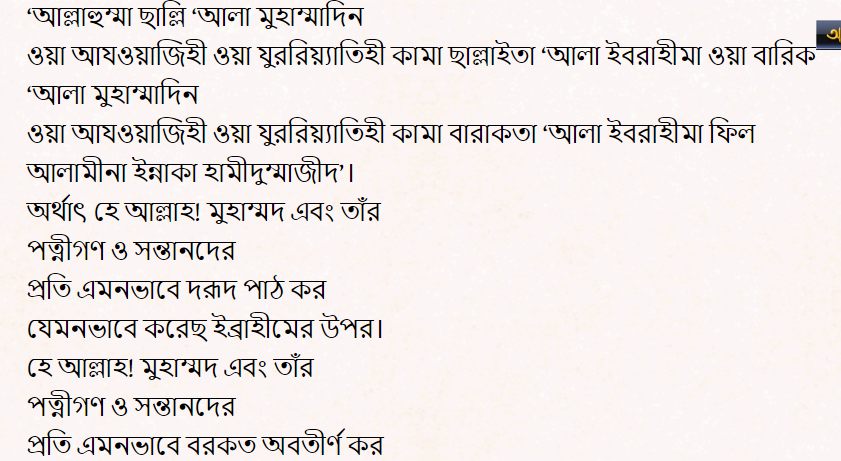 ‘আল্লাহুম্মা ছাল্লি ‘আলা মুহাম্মাদিন
ওয়া আযওয়াজিহী ওয়া যুররিয়্যাতিহী কামা ছাল্লাইতা ‘আলা ইবরাহীমা ওয়া বারিক
‘আলা মুহাম্মাদিন
ওয়া আযওয়াজিহী ওয়া যুররিয়্যাতিহী কামা বারাকতা ‘আলা ইবরাহীমা ফিল
আলামীনা ইন্নাকা হামীদুম্মাজীদ’।
অর্থাৎ হে আল্লাহ! মুহাম্মদ এবং তাঁর
পত্নীগণ ও সন্তানদের
প্রতি এমনভাবে দরূদ পাঠ কর
যেমনভাবে করেছ ইব্রাহীমের উপর।
হে আল্লাহ! মুহাম্মদ এবং তাঁর
পত্নীগণ ও সন্তানদের
প্রতি এমনভাবে বরকত অবতীর্ণ কর